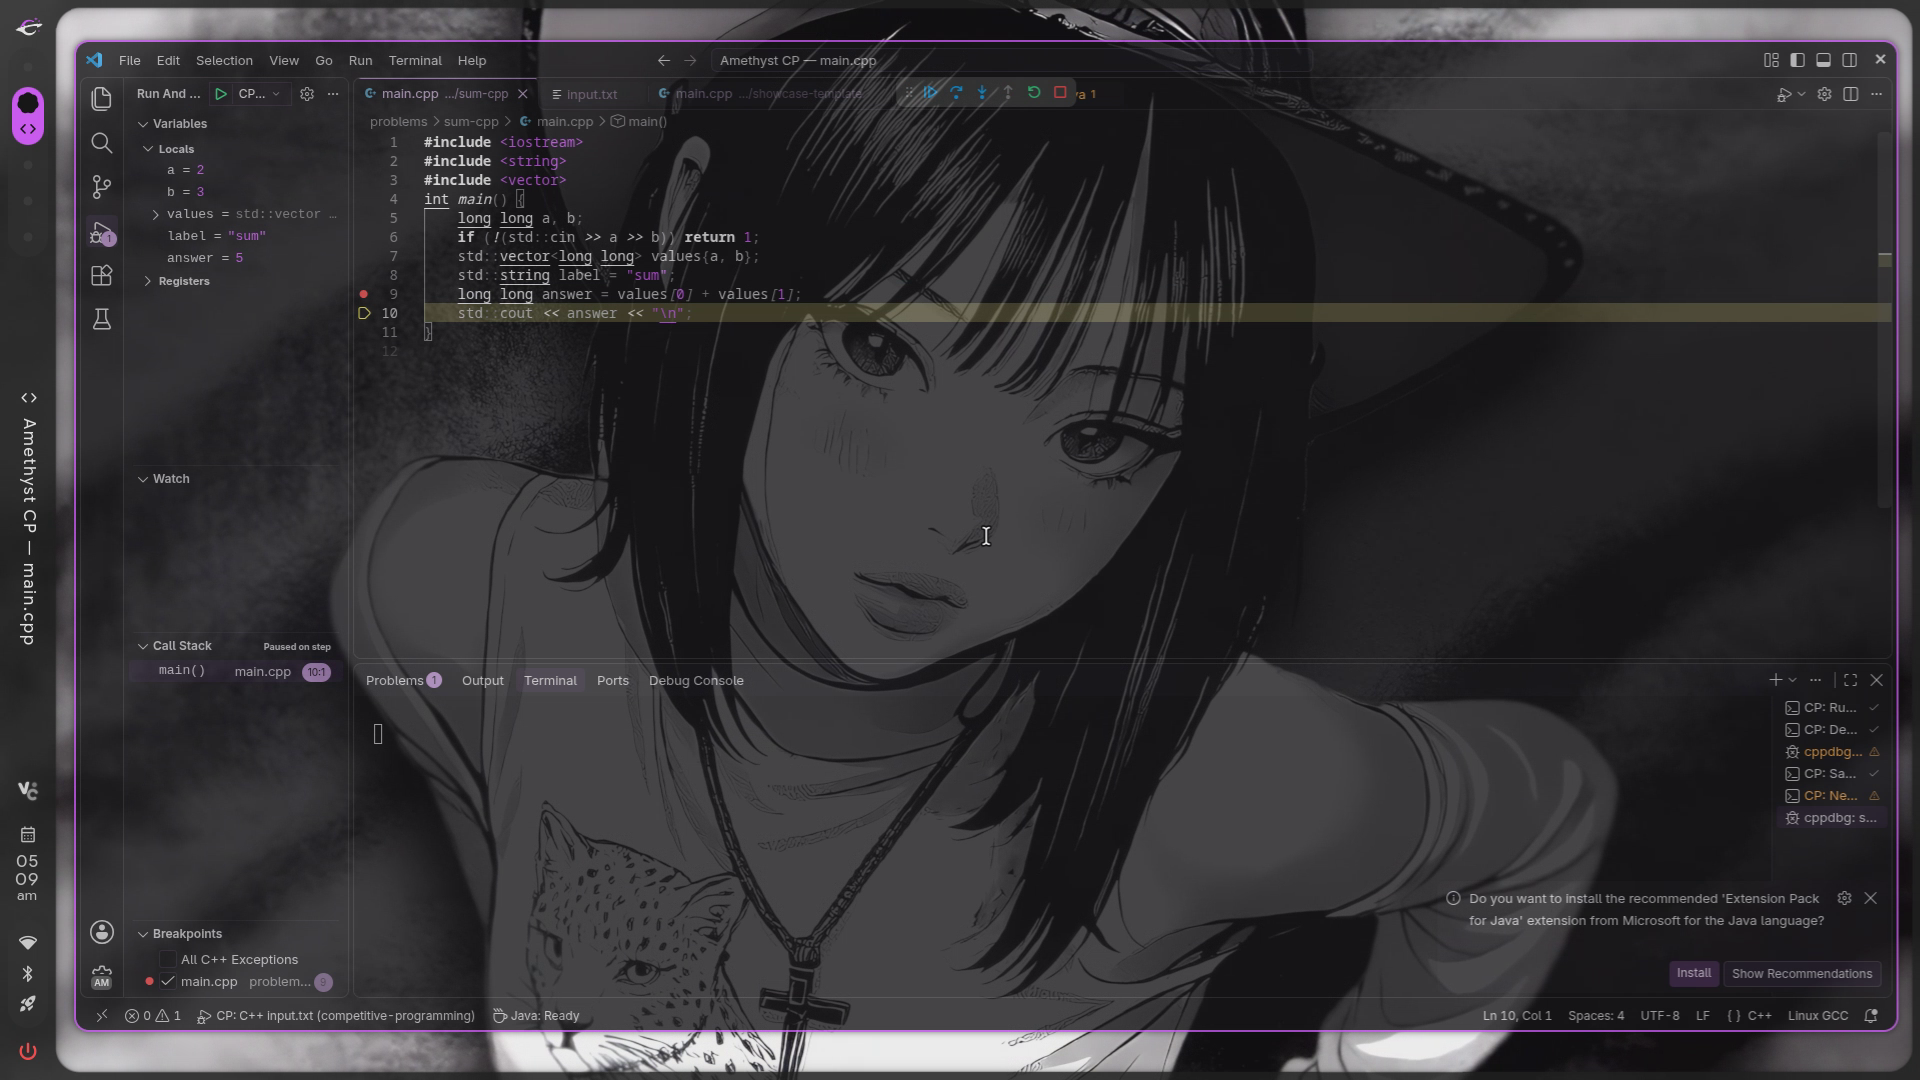 File Edit Selection View Go Run Terminal Help
Amethyst CP — main.cpp
Run And ... CP...
main.cpp .../sum-cpp
input.txt
main.cpp .../showcase-template
va 1
problems > sum-cpp > main.cpp > main()
Variables
Locals
a = 2
b = 3
values = std::vector ...
label = "sum"
answer = 5
Registers
Watch
Call Stack Paused on step
main() main.cpp 10:1
Breakpoints
All C++ Exceptions
main.cpp problem... 9
1
AM
1 #include <iostream>
2 #include <string>
3 #include <vector>
4 int main() {
5 long long a, b;
6 if (!(std::cin >> a >> b)) return 1;
7 std::vector<long long> values{a, b};
8 std::string label = "sum";
9 long long answer = values[0] + values[1];
10 std::cout << answer << "\n";
11 }
12
Problems 1 Output Terminal Ports Debug Console
CP: Ru...
CP: De...
cppdbg...
CP: Sa...
CP: Ne...
cppdbg: s...
Do you want to install the recommended 'Extension Pack
for Java' extension from Microsoft for the Java language?
Install Show Recommendations
0 1 CP: C++ input.txt (competitive-programming) Java: Ready
Ln 10, Col 1 Spaces: 4 UTF-8 LF { } C++ Linux GCC
<> Amethyst CP — main.cpp
05
09
am